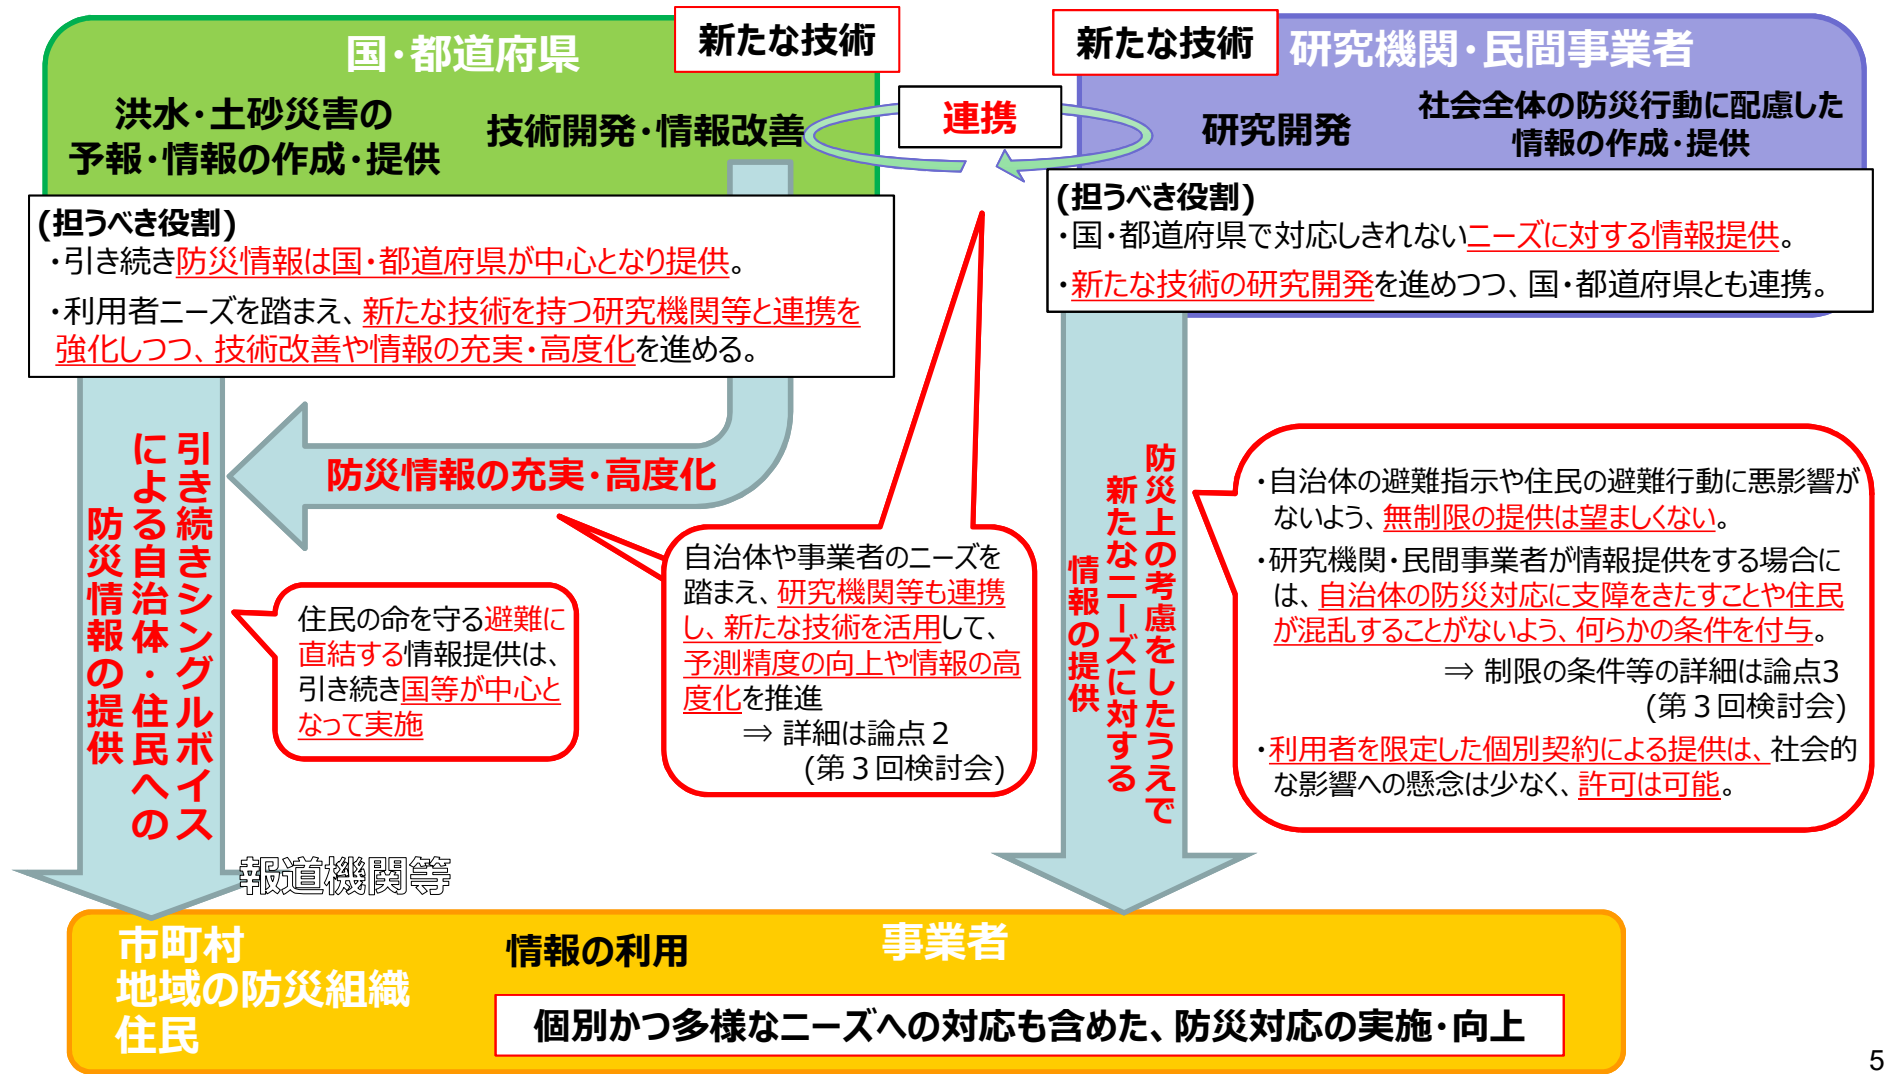 国・都道府県
新たな技術
洪水・土砂災害の
予報・情報の作成・提供
技術開発・情報改善
連携
新たな技術
研究機関・民間事業者
研究開発
社会全体の防災行動に配慮した
情報の作成・提供
(担うべき役割)
・引き続き防災情報は国・都道府県が中心となり提供。
・利用者ニーズを踏まえ、新たな技術を持つ研究機関等と連携を
強化しつつ、技術改善や情報の充実・高度化を進める。
(担うべき役割)
・国・都道府県で対応しきれないニーズに対する情報提供。
・新たな技術の研究開発を進めつつ、国・都道府県とも連携。
引き続きシングルボイス
による自治体・住民への
防災情報の提供
防災情報の充実・高度化
住民の命を守る避難に
直結する情報提供は、
引き続き国等が中心と
なって実施
自治体や事業者のニーズを
踏まえ、研究機関等も連携
し、新たな技術を活用して、
予測精度の向上や情報の高
度化を推進
⇒ 詳細は論点２
(第３回検討会)
防災上の考慮をしたうえで
新たなニーズに対する
情報の提供
・自治体の避難指示や住民の避難行動に悪影響が
ないよう、無制限の提供は望ましくない。
・研究機関・民間事業者が情報提供をする場合に
は、自治体の防災対応に支障をきたすことや住民
が混乱することがないよう、何らかの条件を付与。
⇒ 制限の条件等の詳細は論点3
(第３回検討会)
・利用者を限定した個別契約による提供は、社会的
な影響への懸念は少なく、許可は可能。
報道機関等
市町村
地域の防災組織
住民
情報の利用
事業者
個別かつ多様なニーズへの対応も含めた、防災対応の実施・向上
5